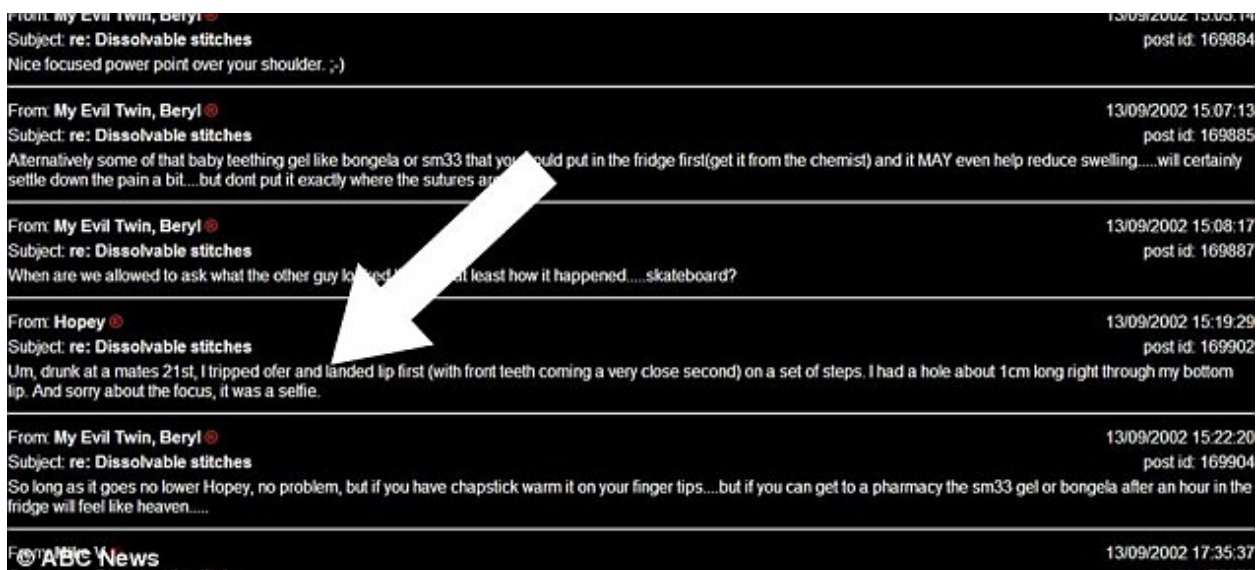 From: My Evil Twin, Beryl ®
13/09/2002 15:05:14
Subject: re: Dissolvable stitches
post id: 169884
Nice focused power point over your shoulder. ;-)
From: My Evil Twin, Beryl ®
13/09/2002 15:07:13
Subject: re: Dissolvable stitches
post id: 169885
Alternatively some of that baby teething gel like bongela or sm33 that you could put in the fridge first(get it from the chemist) and it MAY even help reduce swelling.....will certainly
settle down the pain a bit....but dont put it exactly where the sutures
From: My Evil Twin, Beryl ®
13/09/2002 15:08:17
Subject: re: Dissolvable stitches
post id: 169887
When are we allowed to ask what the other guy least how it happened.....skateboard?
From: Hopey ®
13/09/2002 15:19:29
Subject: re: Dissolvable stitches
post id: 169902
Um, drunk at a mates 21st, I tripped ofer and landed lip first (with front teeth coming a very close second) on a set of steps. I had a hole about 1cm long right through my bottom
lip. And sorry about the focus, it was a selfie.
From: My Evil Twin, Beryl ®
13/09/2002 15:22:20
Subject: re: Dissolvable stitches
post id: 169904
So long as it goes no lower Hopey, no problem, but if you have chapstick warm it on your finger tips....but if you can get to a pharmacy the sm33 gel or bongela after an hour in the
fridge will feel like heaven.....
13/09/2002 17:35:37
© ABC News